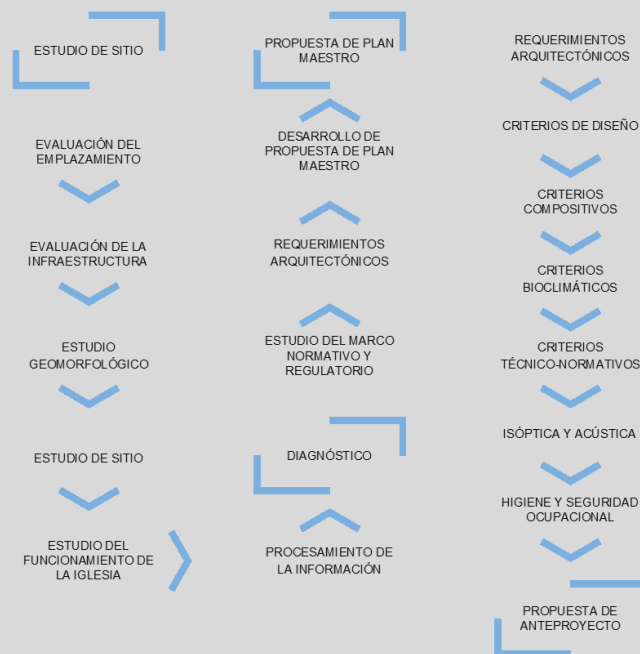 ESTUDIO DE SITIO
EVALUACIÓN DEL
EMPLAZAMIENTO
EVALUACIÓN DE LA
INFRAESTRUCTURA
ESTUDIO
GEOMORFOLÓGICO
ESTUDIO DE SITIO
ESTUDIO DEL
FUNCIONAMIENTO DE
LA IGLESIA
PROPUESTA DE PLAN
MAESTRO
DESARROLLO DE
PROPUESTA DE PLAN
MAESTRO
REQUERIMIENTOS
ARQUITECTÓNICOS
ESTUDIO DEL MARCO
NORMATIVO Y
REGULATORIO
DIAGNÓSTICO
PROCESAMIENTO DE
LA INFORMACIÓN
REQUERIMIENTOS
ARQUITECTÓNICOS
CRITERIOS DE DISEÑO
CRITERIOS
COMPOSITIVOS
CRITERIOS
BIOCLIMÁTICOS
CRITERIOS
TÉCNICO-NORMATIVOS
ISÓPTICA Y ACÚSTICA
HIGIENE Y SEGURIDAD
OCUPACIONAL
PROPUESTA DE
ANTEPROYECTO